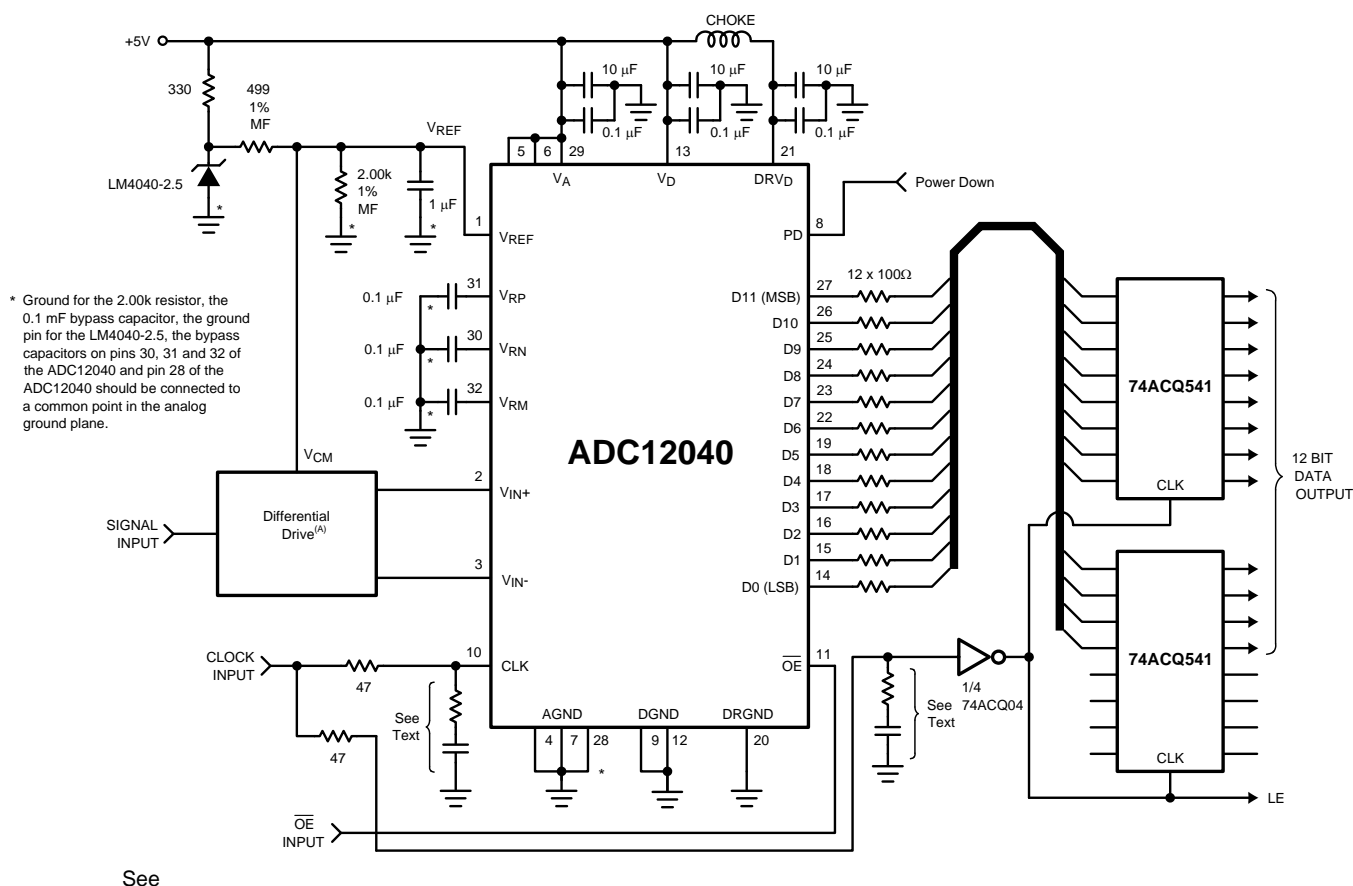 CHOKE
+5V
10 μF
10 μF
10 μF
330
499
1%
MF
0.1 μF
0.1 μF
0.1 μF
VREF
5
6
29
13
21
VA
VD
DRVD
LM4040-2.5
*
2.00k
1%
MF
*
1 μF
*
Power Down
8
PD
1
VREF
* Ground for the 2.00k resistor, the
0.1 mF bypass capacitor, the ground
pin for the LM4040-2.5, the bypass
capacitors on pins 30, 31 and 32 of
the ADC12040 and pin 28 of the
ADC12040 should be connected to
a common point in the analog
ground plane.
0.1 μF
*
31
VRP
0.1 μF
*
30
VRN
0.1 μF
*
32
VRM
ADC12040
12 x 100Ω
D11 (MSB)
27
D10
26
D9
25
D8
24
D7
23
D6
22
D5
19
D4
18
D3
17
D2
16
D1
15
D0 (LSB)
14
74ACQ541
CLK
12 BIT
DATA
OUTPUT
VCM
SIGNAL
INPUT
Differential
Drive(A)
2
VIN+
3
VIN-
CLOCK
INPUT
47
10
CLK
47
See
Text
OE
11
See
Text
1/4
74ACQ04
74ACQ541
CLK
AGND
DGND
DRGND
4
7
28
9
12
20
*
LE
OE
INPUT
See